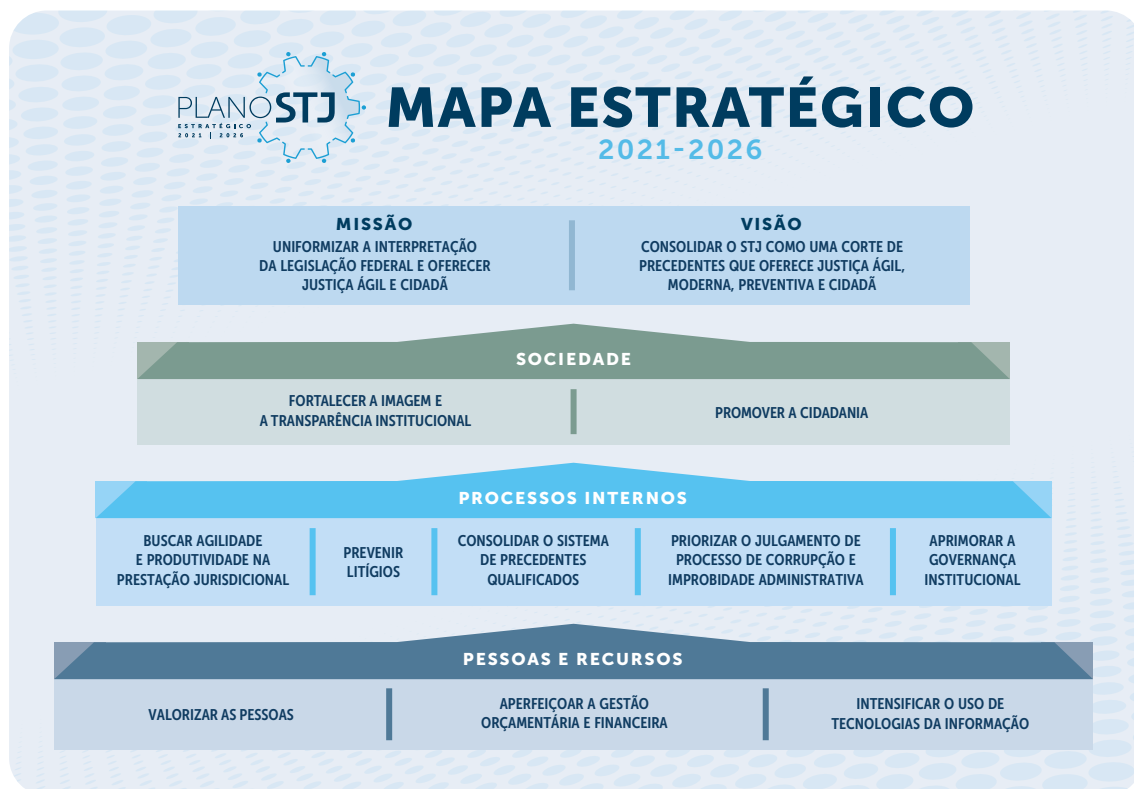 PLANO STJ
ESTRATÉGICO
2021 | 2026
MAPA ESTRATÉGICO
2021-2026
MISSÃO
UNIFORMIZAR A INTERPRETAÇÃO
DA LEGISLAÇÃO FEDERAL E OFERECER
JUSTIÇA ÁGIL E CIDADÃ
VISÃO
CONSOLIDAR O STJ COMO UMA CORTE DE
PRECEDENTES QUE OFERECE JUSTIÇA ÁGIL,
MODERNA, PREVENTIVA E CIDADÃ
SOCIEDADE
FORTALECER A IMAGEM E
A TRANSPARÊNCIA INSTITUCIONAL
PROMOVER A CIDADANIA
PROCESSOS INTERNOS
BUSCAR AGILIDADE
E PRODUTIVIDADE NA
PRESTAÇÃO JURISDICIONAL
PREVENIR
LITÍGIOS
CONSOLIDAR O SISTEMA
DE PRECEDENTES
QUALIFICADOS
PRIORIZAR O JULGAMENTO DE
PROCESSO DE CORRUPÇÃO E
IMPROBIDADE ADMINISTRATIVA
APRIMORAR A
GOVERNANÇA
INSTITUCIONAL
PESSOAS E RECURSOS
VALORIZAR AS PESSOAS
APERFEIÇOAR A GESTÃO
ORÇAMENTÁRIA E FINANCEIRA
INTENSIFICAR O USO DE
TECNOLOGIAS DA INFORMAÇÃO